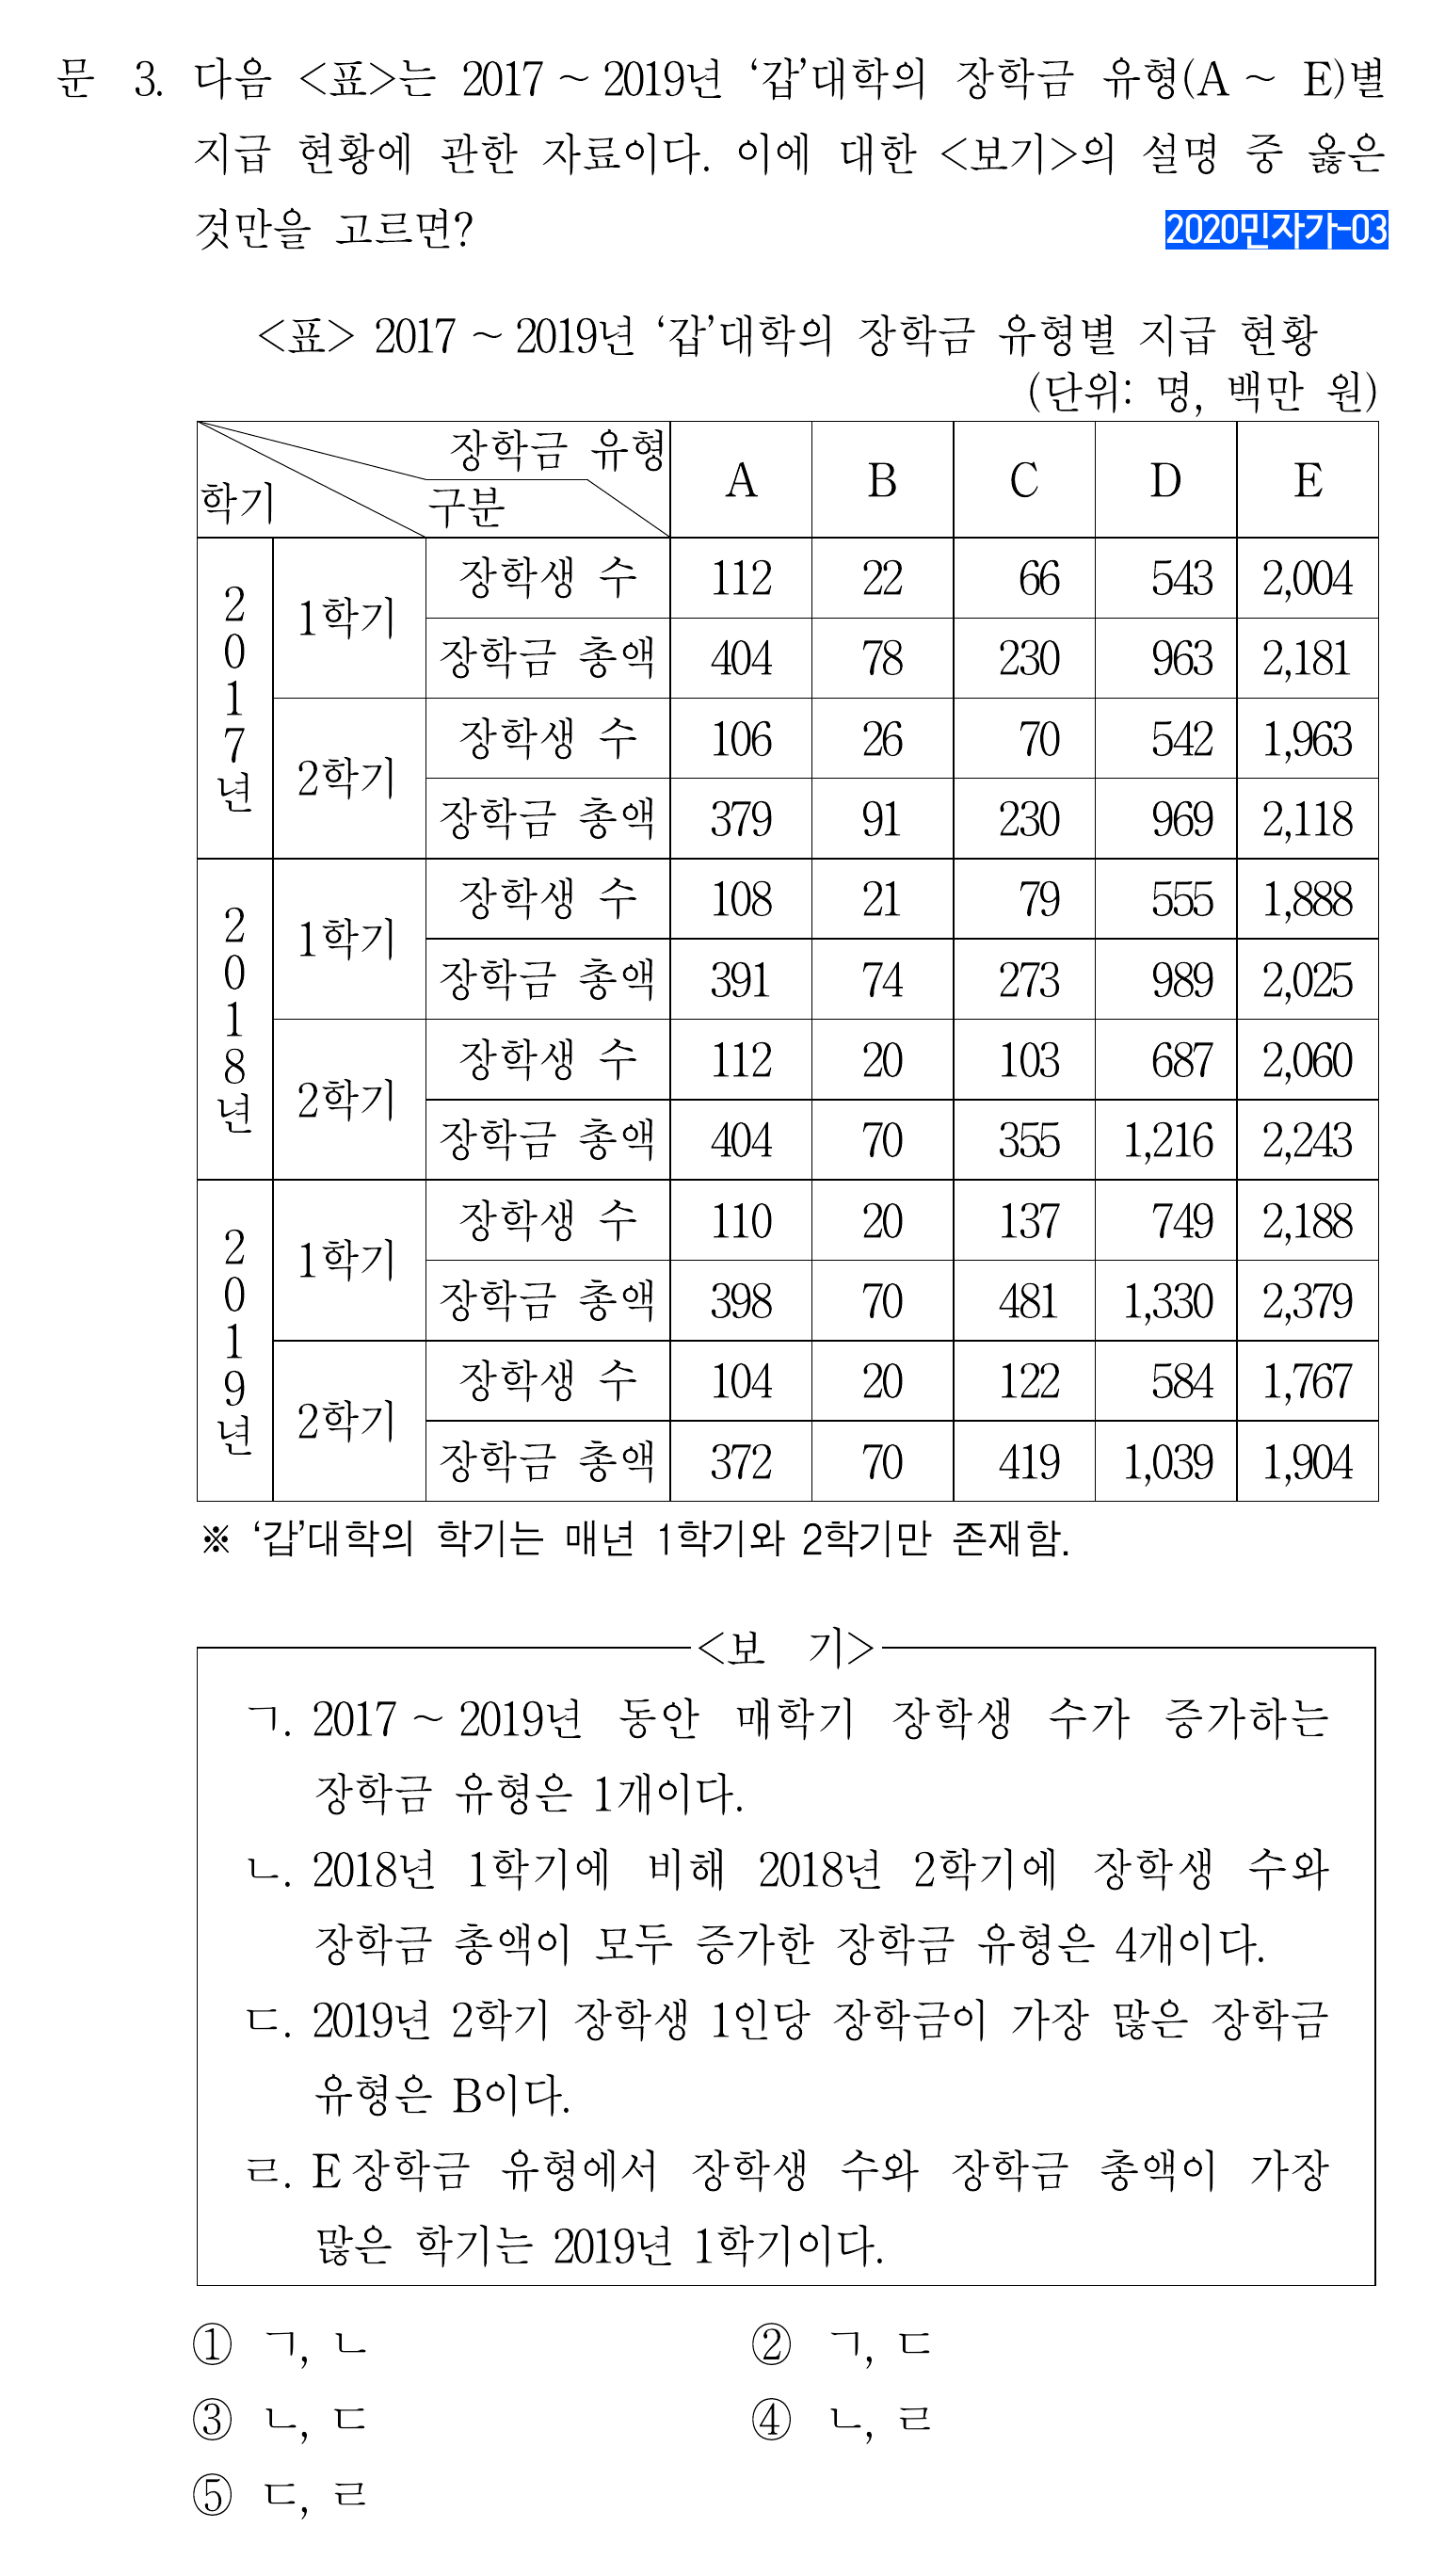 문 3. 다음 <표>는 2017 ~ 2019년 ‘갑’대학의 장학금 유형(A ~ E)별
지급 현황에 관한 자료이다. 이에 대한 <보기>의 설명 중 옳은
것만을 고르면?
2020민자가-03
<표> 2017 ~ 2019년 ‘갑’대학의 장학금 유형별 지급 현황
(단위: 명, 백만 원)
학기 구분 장학금 유형 A B C D E
2017년 1학기 장학생 수 112 22 66 543 2,004
장학금 총액 404 78 230 963 2,181
2학기 장학생 수 106 26 70 542 1,963
장학금 총액 379 91 230 969 2,118
2018년 1학기 장학생 수 108 21 79 555 1,888
장학금 총액 391 74 273 989 2,025
2학기 장학생 수 112 20 103 687 2,060
장학금 총액 404 70 355 1,216 2,243
2019년 1학기 장학생 수 110 20 137 749 2,188
장학금 총액 398 70 481 1,330 2,379
2학기 장학생 수 104 20 122 584 1,767
장학금 총액 372 70 419 1,039 1,904
※ ‘갑’대학의 학기는 매년 1학기와 2학기만 존재함.
<보 기>
ㄱ. 2017 ~ 2019년 동안 매학기 장학생 수가 증가하는
장학금 유형은 1개이다.
ㄴ. 2018년 1학기에 비해 2018년 2학기에 장학생 수와
장학금 총액이 모두 증가한 장학금 유형은 4개이다.
ㄷ. 2019년 2학기 장학생 1인당 장학금이 가장 많은 장학금
유형은 B이다.
ㄹ. E 장학금 유형에서 장학생 수와 장학금 총액이 가장
많은 학기는 2019년 1학기이다.
① ㄱ, ㄴ
② ㄱ, ㄷ
③ ㄴ, ㄷ
④ ㄴ, ㄹ
⑤ ㄷ, ㄹ